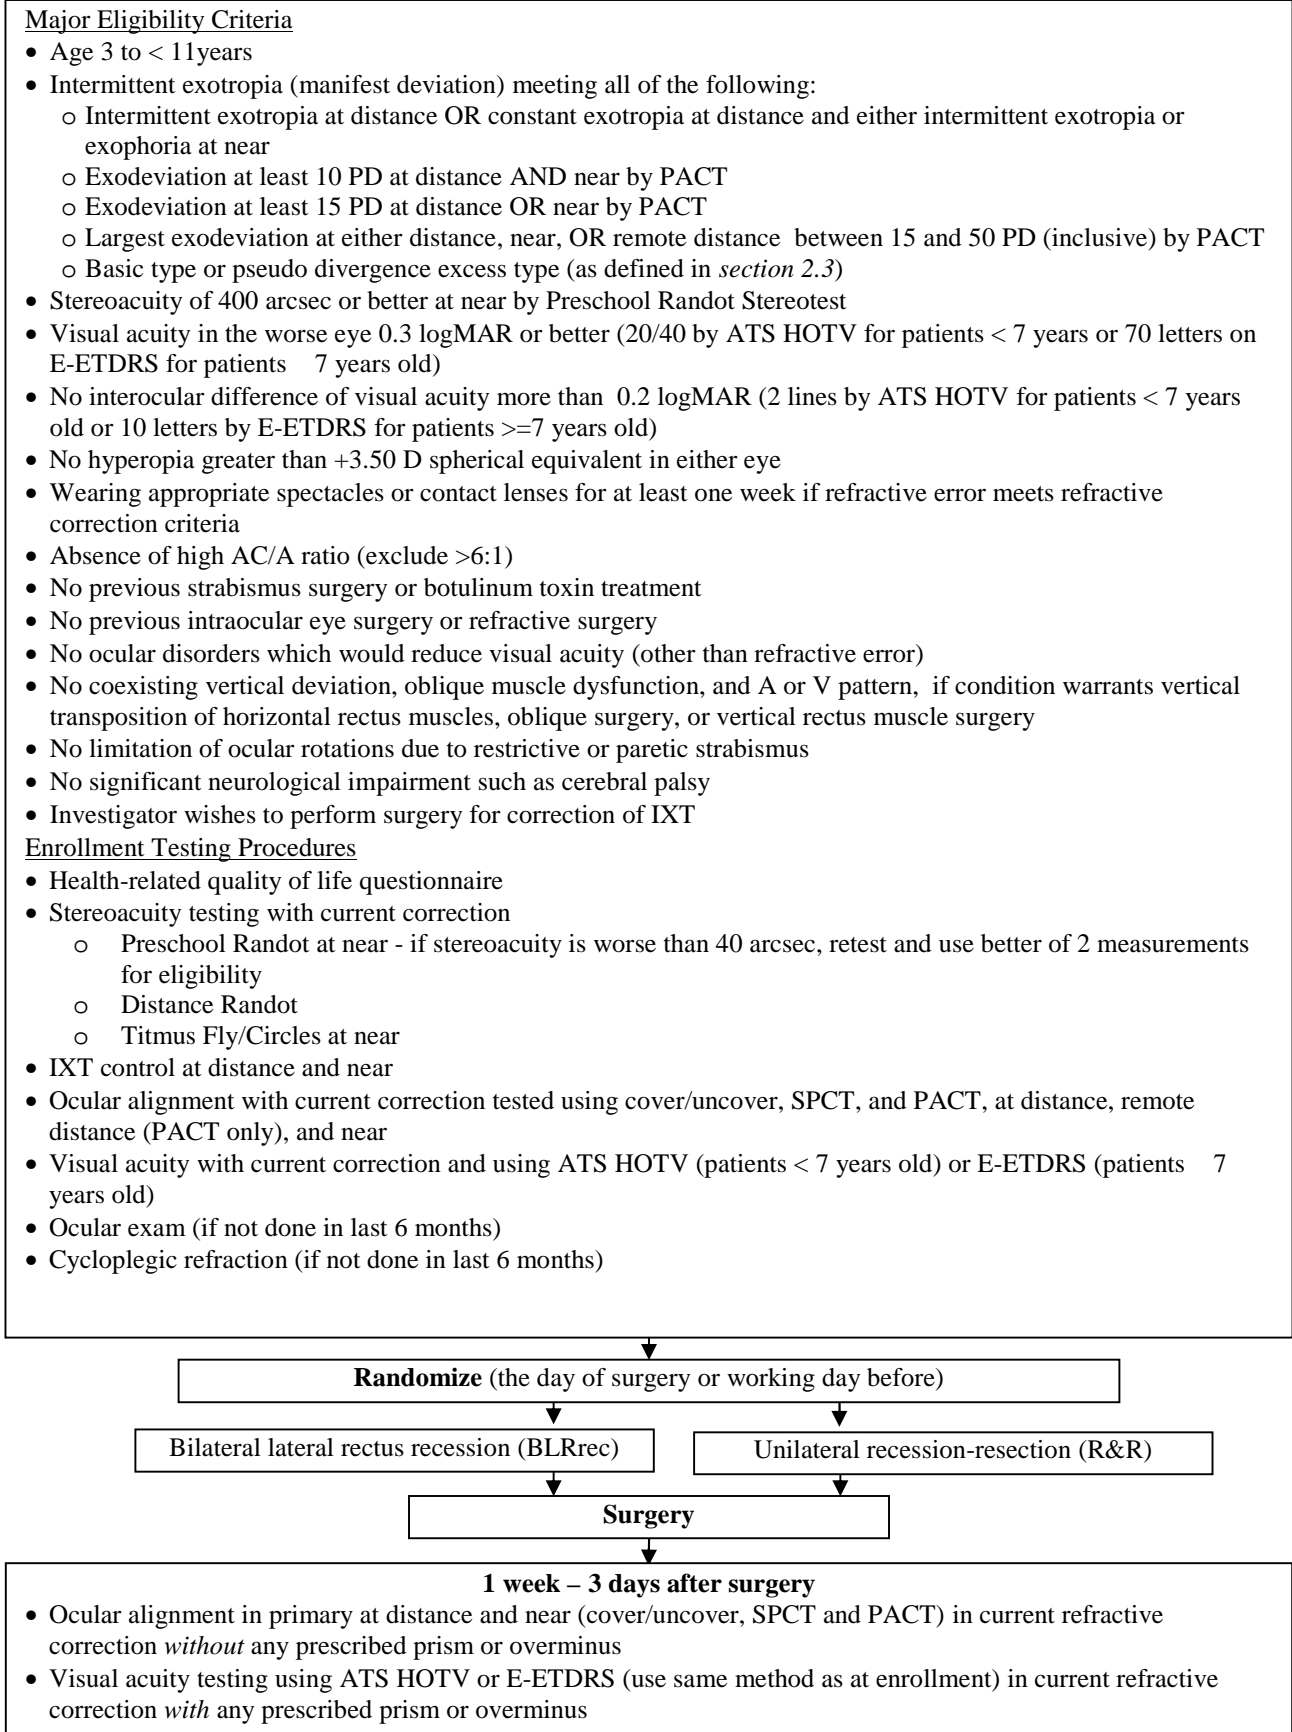 Major Eligibility Criteria
• Age 3 to < 11years
• Intermittent exotropia (manifest deviation) meeting all of the following:
o Intermittent exotropia at distance OR constant exotropia at distance and either intermittent exotropia or
exophoria at near
o Exodeviation at least 10 PD at distance AND near by PACT
o Exodeviation at least 15 PD at distance OR near by PACT
o Largest exodeviation at either distance, near, OR remote distance between 15 and 50 PD (inclusive) by PACT
o Basic type or pseudo divergence excess type (as defined in section 2.3)
• Stereoacuity of 400 arcsec or better at near by Preschool Randot Stereotest
• Visual acuity in the worse eye 0.3 logMAR or better (20/40 by ATS HOTV for patients < 7 years or 70 letters on
E-ETDRS for patients 7 years old)
• No interocular difference of visual acuity more than 0.2 logMAR (2 lines by ATS HOTV for patients < 7 years
old or 10 letters by E-ETDRS for patients >=7 years old)
• No hyperopia greater than +3.50 D spherical equivalent in either eye
• Wearing appropriate spectacles or contact lenses for at least one week if refractive error meets refractive
correction criteria
• Absence of high AC/A ratio (exclude >6:1)
• No previous strabismus surgery or botulinum toxin treatment
• No previous intraocular eye surgery or refractive surgery
• No ocular disorders which would reduce visual acuity (other than refractive error)
• No coexisting vertical deviation, oblique muscle dysfunction, and A or V pattern, if condition warrants vertical
transposition of horizontal rectus muscles, oblique surgery, or vertical rectus muscle surgery
• No limitation of ocular rotations due to restrictive or paretic strabismus
• No significant neurological impairment such as cerebral palsy
• Investigator wishes to perform surgery for correction of IXT
Enrollment Testing Procedures
• Health-related quality of life questionnaire
• Stereoacuity testing with current correction
o Preschool Randot at near - if stereoacuity is worse than 40 arcsec, retest and use better of 2 measurements
for eligibility
o Distance Randot
o Titmus Fly/Circles at near
• IXT control at distance and near
• Ocular alignment with current correction tested using cover/uncover, SPCT, and PACT, at distance, remote
distance (PACT only), and near
• Visual acuity with current correction and using ATS HOTV (patients < 7 years old) or E-ETDRS (patients 7
years old)
• Ocular exam (if not done in last 6 months)
• Cycloplegic refraction (if not done in last 6 months)
Randomize (the day of surgery or working day before)
Bilateral lateral rectus recession (BLRrec)
Unilateral recession-resection (R&R)
Surgery
1 week – 3 days after surgery
• Ocular alignment in primary at distance and near (cover/uncover, SPCT and PACT) in current refractive
correction without any prescribed prism or overminus
• Visual acuity testing using ATS HOTV or E-ETDRS (use same method as at enrollment) in current refractive
correction with any prescribed prism or overminus